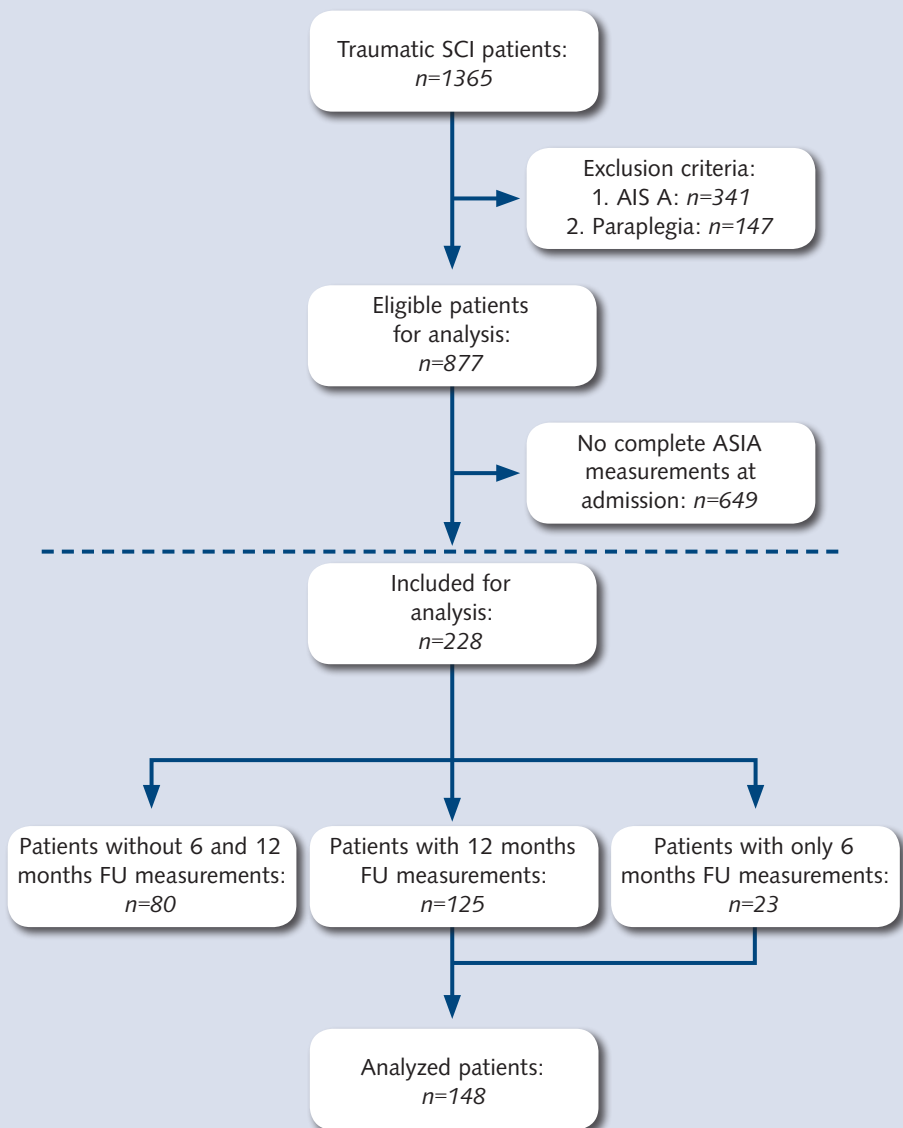 Traumatic SCI patients:
n=1365
Exclusion criteria:
1. AIS A: n=341
2. Paraplegia: n=147
Eligible patients
for analysis:
n=877
No complete ASIA
measurements at
admission: n=649
Included for
analysis:
n=228
Patients without 6 and 12
months FU measurements:
n=80
Patients with 12 months
FU measurements:
n=125
Patients with only 6
months FU measurements:
n=23
Analyzed patients:
n=148